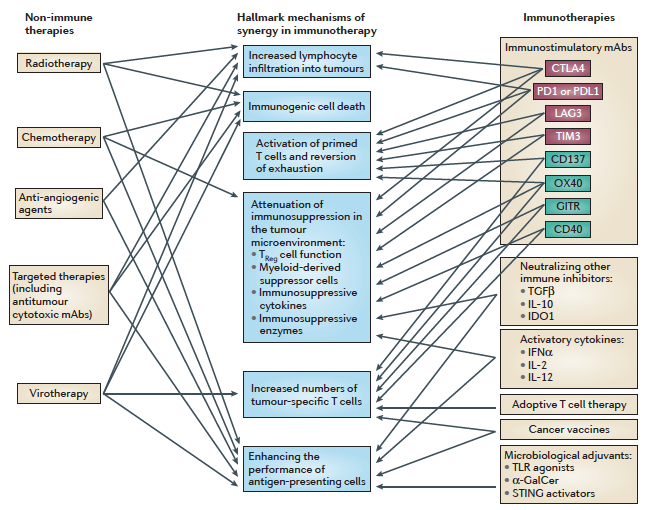 Non-immune
therapies
Radiotherapy
Chemotherapy
Anti-angiogenic
agents
Targeted therapies
(including
antitumour
cytotoxic mAbs)
Virotherapy
Hallmark mechanisms of
synergy in immunotherapy
Increased lymphocyte
infiltration into tumours
Immunogenic cell death
Activation of primed
T cells and reversion
of exhaustion
Attenuation of
immunosuppression in
the tumour
microenvironment:
• TReg cell function
• Myeloid-derived
suppressor cells
• Immunosuppressive
cytokines
• Immunosuppressive
enzymes
Increased numbers of
tumour-specific T cells
Enhancing the
performance of
antigen-presenting cells
Immunotherapies
Immunostimulatory mAbs
CTLA4
PD1 or PDL1
LAG3
TIM3
CD137
OX40
GITR
CD40
Neutralizing other
immune inhibitors:
• TGFβ
• IL-10
• IDO1
Activatory cytokines:
• IFNα
• IL-2
• IL-12
Adoptive T cell therapy
Cancer vaccines
Microbiological adjuvants:
• TLR agonists
• α-GalCer
• STING activators